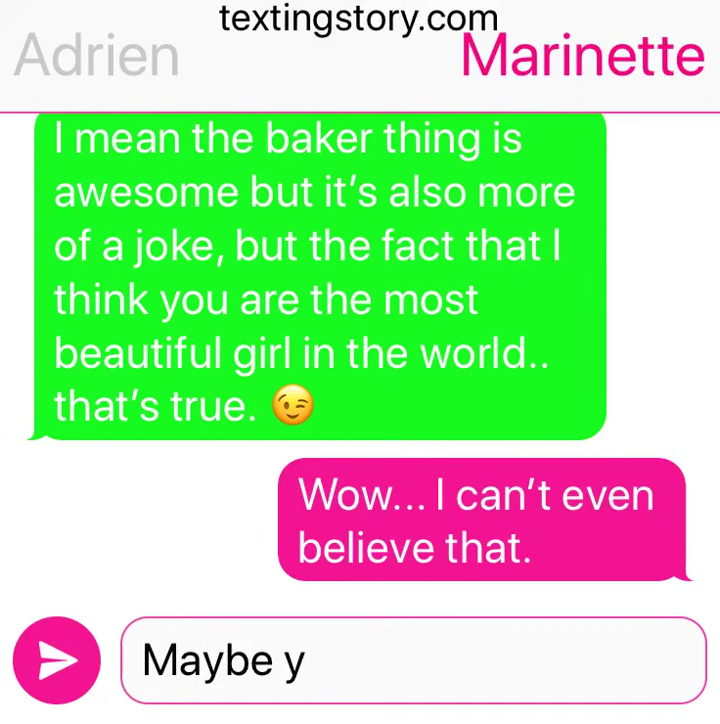 textingstory.com
Adrien Marinette
I mean the baker thing is
awesome but it’s also more
of a joke, but the fact that I
think you are the most
beautiful girl in the world..
that’s true. 😉
Wow... I can’t even
believe that.
Maybe y